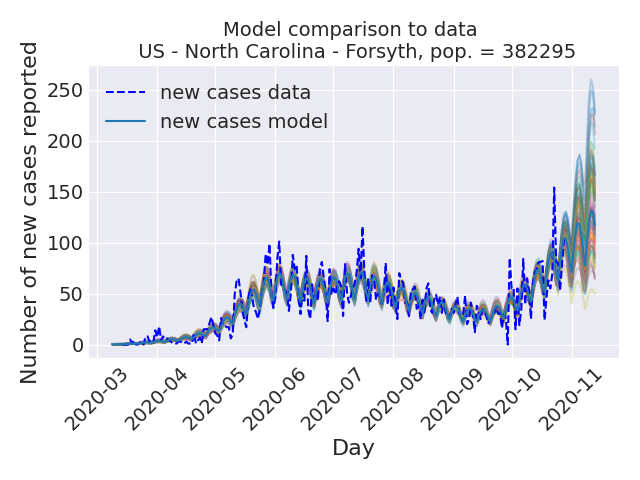 Model comparison to data
US - North Carolina - Forsyth, pop. = 382295
Number of new cases reported
250
200
150
100
50
0
new cases data
new cases model
2020-03
2020-04
2020-05
2020-06
2020-07
2020-08
2020-09
2020-10
2020-11
Day